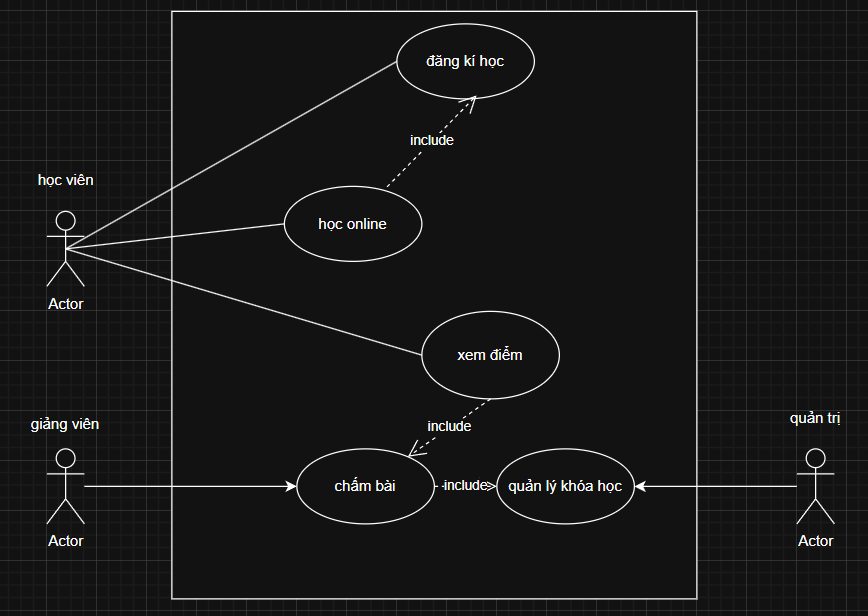 đăng kí học
include
học viên
học online
Actor
xem điểm
giảng viên
include
quản trị
chấm bài
include
quản lý khóa học
Actor
Actor